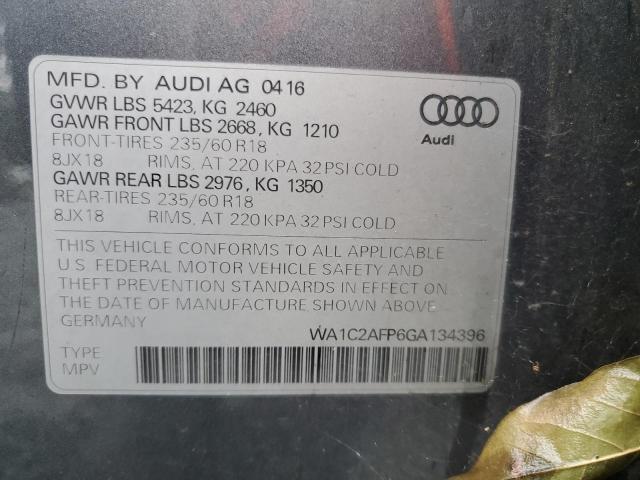 MFD. BY AUDI AG 0416
GVWR LBS 5423, KG 2460
GAWR FRONT LBS 2668, KG 1210
FRONT-TIRES 235/60 R18
8JX18 RIMS, AT 220 KPA 32 PSI COLD
GAWR REAR LBS 2976, KG 1350
REAR-TIRES 235/60 R18
8JX18 RIMS, AT 220 KPA 32 PSI COLD
Audi
THIS VEHICLE CONFORMS TO ALL APPLICABLE
U.S. FEDERAL MOTOR VEHICLE SAFETY AND
THEFT PREVENTION STANDARDS IN EFFECT ON
THE DATE OF MANUFACTURE SHOWN ABOVE
GERMANY
WA1C2AFP6GA134396
TYPE
MPV